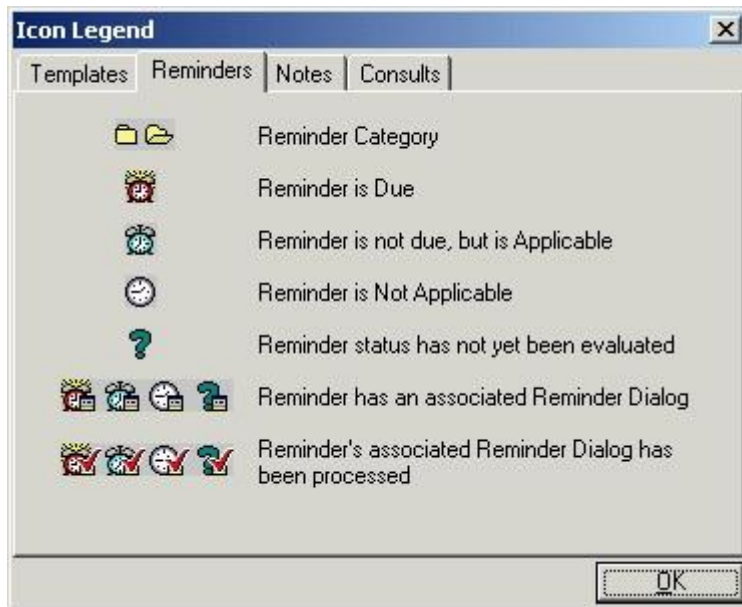 Icon Legend
Templates Reminders Notes Consults
Reminder Category
Reminder is Due
Reminder is not due, but is Applicable
Reminder is Not Applicable
Reminder status has not yet been evaluated
Reminder has an associated Reminder Dialog
Reminder's associated Reminder Dialog has
been processed
OK